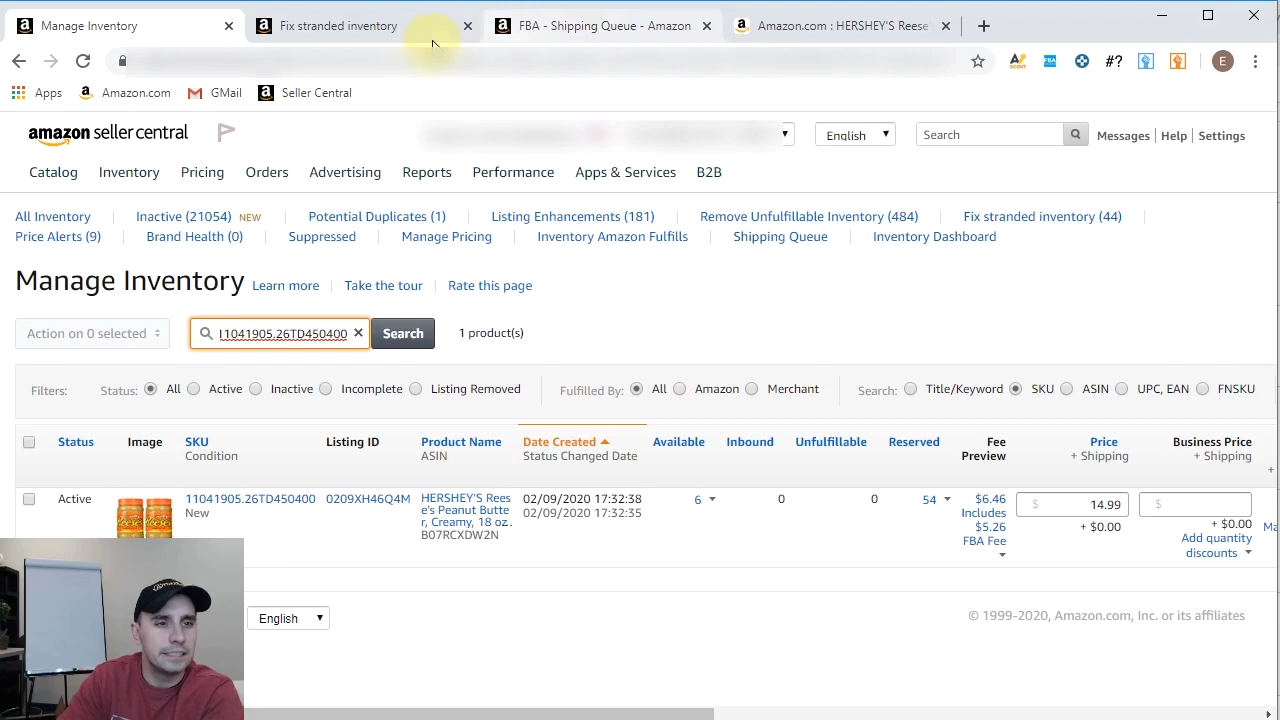 Manage Inventory
Fix stranded inventory
FBA - Shipping Queue - Amazon
Amazon.com : HERSHEY'S Reese'
Apps
Amazon.com
GMail
Seller Central
#?
E
amazon seller central
English
Search
Messages
Help
Settings
Catalog
Inventory
Pricing
Orders
Advertising
Reports
Performance
Apps & Services
B2B
All Inventory
Inactive (21054) NEW
Potential Duplicates (1)
Listing Enhancements (181)
Remove Unfulfillable Inventory (484)
Fix stranded inventory (44)
Price Alerts (9)
Brand Health (0)
Suppressed
Manage Pricing
Inventory Amazon Fulfills
Shipping Queue
Inventory Dashboard
Manage Inventory
Learn more
Take the tour
Rate this page
Action on 0 selected
11041905.26TD450400
Search
1 product(s)
Filters:
Status:
All
Active
Inactive
Incomplete
Listing Removed
Fulfilled By:
All
Amazon
Merchant
Search:
Title/Keyword
SKU
ASIN
UPC, EAN
FNSKU
Status
Image
SKU
Condition
Listing ID
Product Name
ASIN
Date Created
Status Changed Date
Available
Inbound
Unfulfillable
Reserved
Fee
Preview
Price
+ Shipping
Business Price
+ Shipping
Active
11041905.26TD450400
New
0209XH46Q4M
HERSHEY'S Rees
e's Peanut Butte
r, Creamy, 18 oz.
B07RCXDW2N
02/09/2020 17:32:38
02/09/2020 17:32:35
6
0
0
54
$6.46
Includes
$5.26
FBA Fee
$ 14.99
+ $0.00
$
+ $0.00
Add quantity
discounts
English
© 1999-2020, Amazon.com, Inc. or its affiliates